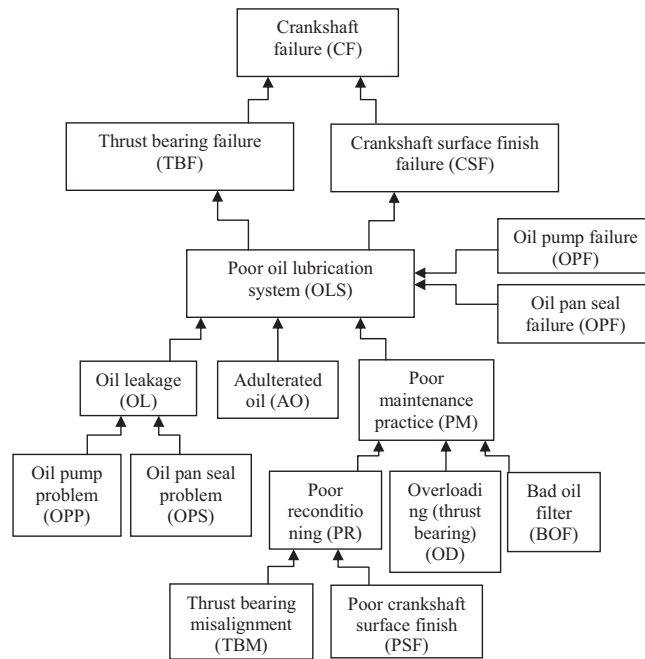 Crankshaft
failure (CF)
Thrust bearing failure
(TBF)
Crankshaft surface finish
failure (CSF)
Poor oil lubrication
system (OLS)
Oil pump failure
(OPF)
Oil pan seal
failure (OPF)
Oil leakage
(OL)
Adulterated
oil (AO)
Poor
maintenance
practice (PM)
Oil pump
problem
(OPP)
Oil pan seal
problem
(OPS)
Poor
reconditio
ning (PR)
Overloadi
ng (thrust
bearing)
(OD)
Bad oil
filter
(BOF)
Thrust bearing
misalignment
(TBM)
Poor crankshaft
surface finish
(PSF)